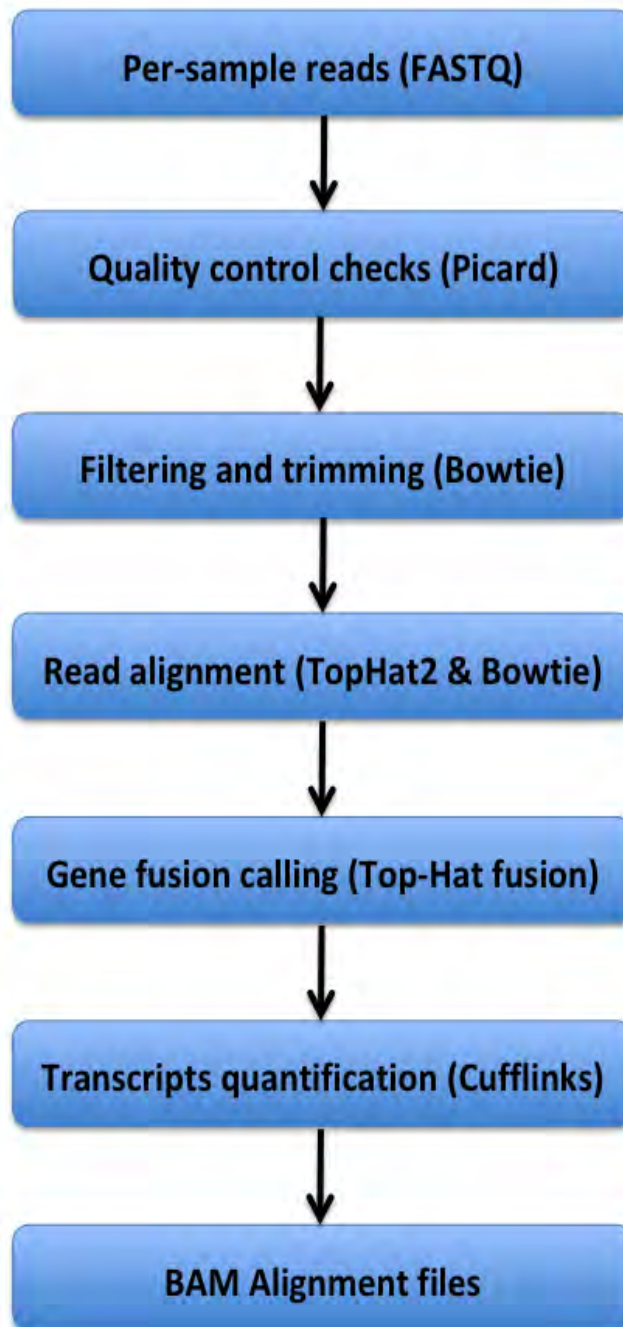 Per-sample reads (FASTQ)
Quality control checks (Picard)
Filtering and trimming (Bowtie)
Read alignment (TopHat2 & Bowtie)
Gene fusion calling (Top-Hat fusion)
Transcripts quantification (Cufflinks)
BAM Alignment files